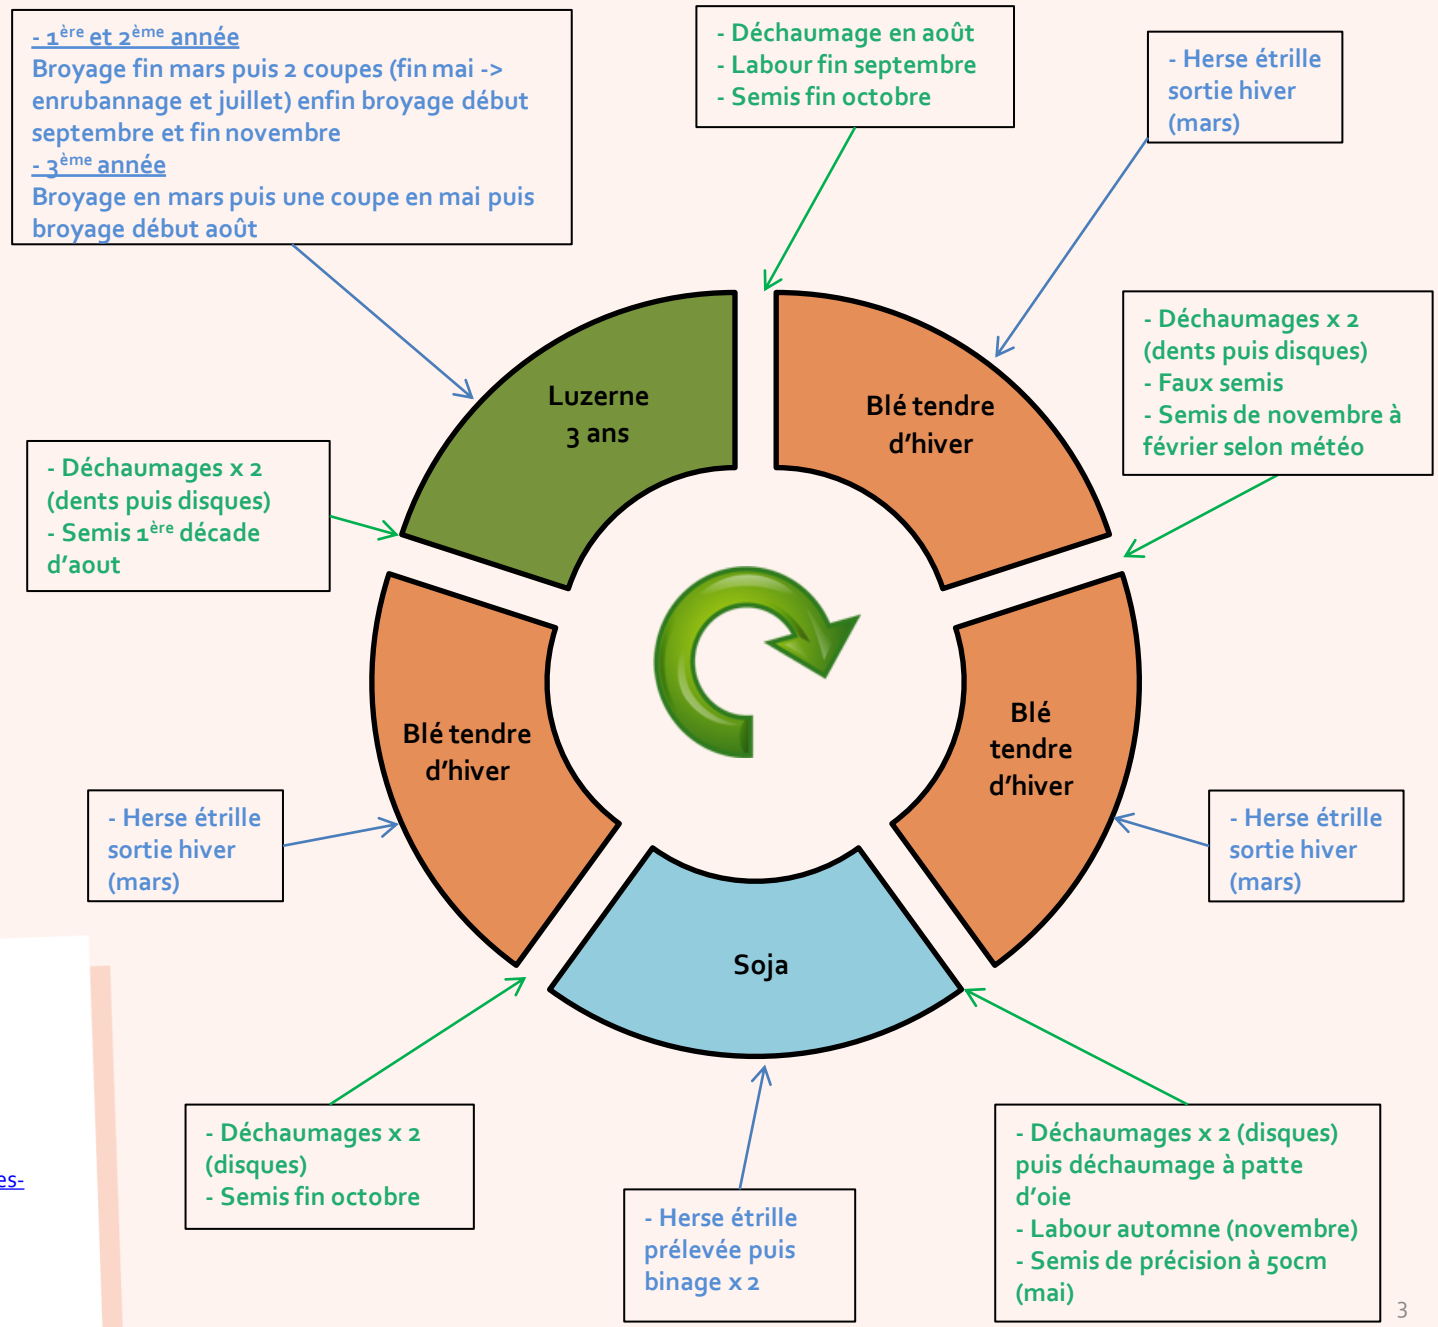 - 1ère et 2ème année
Broyage fin mars puis 2 coupes (fin mai ->
enrubannage et juillet) enfin broyage début
septembre et fin novembre
- 3ème année
Broyage en mars puis une coupe en mai puis
broyage début août
- Déchaumage en août
- Labour fin septembre
- Semis fin octobre
- Herse étrille
sortie hiver
(mars)
- Déchaumages x 2
(dents puis disques)
- Faux semis
- Semis de novembre à
février selon météo
Luzerne
3 ans
Blé tendre
d'hiver
- Déchaumages x 2
(dents puis disques)
- Semis 1ère décade
d'aout
Blé tendre
d'hiver
Blé
tendre
d'hiver
- Herse étrille
sortie hiver
(mars)
- Herse étrille
sortie hiver
(mars)
Soja
- Déchaumages x 2
(disques)
- Semis fin octobre
- Herse étrille
prélevée puis
binage x 2
- Déchaumages x 2 (disques)
puis déchaumage à patte
d'oie
- Labour automne (novembre)
- Semis de précision à 50cm
(mai)
es-
3